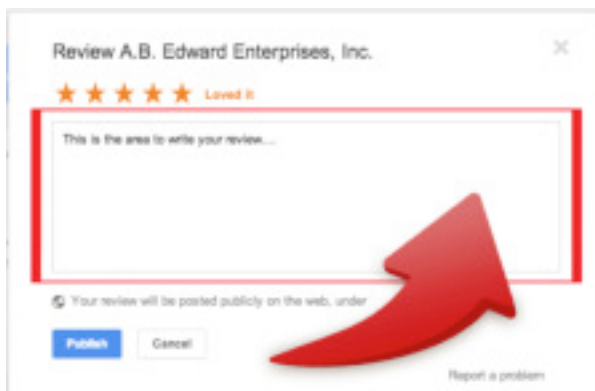 Review A.B. Edward Enterprises, Inc.
Loved it
This is the area to write your review....
Your review will be posted publicly on the web, under
Publish Cancel
Report a problem